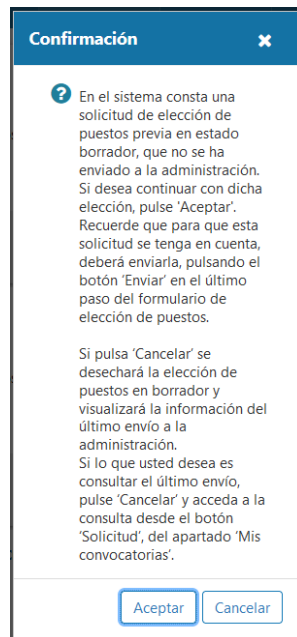 Confirmación
En el sistema consta una
solicitud de elección de
puestos previa en estado
borrador, que no se ha
enviado a la administración.
Si desea continuar con dicha
elección, pulse 'Aceptar'.
Recuerde que para que esta
solicitud se tenga en cuenta,
deberá enviarla, pulsando el
botón 'Enviar' en el último
paso del formulario de
elección de puestos.
Si pulsa 'Cancelar' se
desechará la elección de
puestos en borrador y
visualizará la información del
último envío a la
administración.
Si lo que usted desea es
consultar el último envío,
pulse 'Cancelar' y acceda a la
consulta desde el botón
'Solicitud', del apartado 'Mis
convocatorias'.
Aceptar
Cancelar